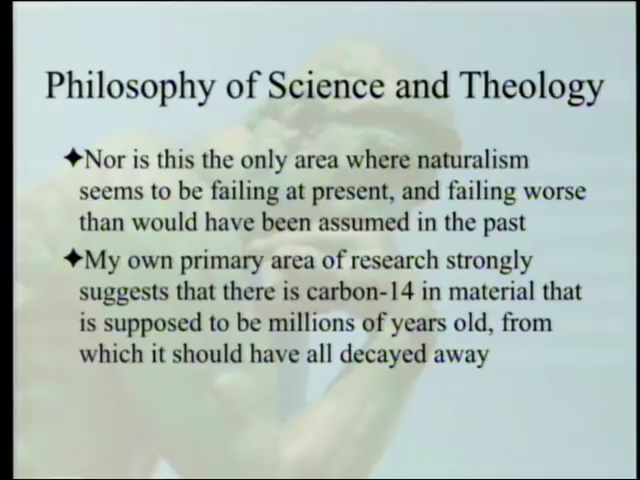 Philosophy of Science and Theology
✦Nor is this the only area where naturalism
seems to be failing at present, and failing worse
than would have been assumed in the past
✦My own primary area of research strongly
suggests that there is carbon-14 in material that
is supposed to be millions of years old, from
which it should have all decayed away